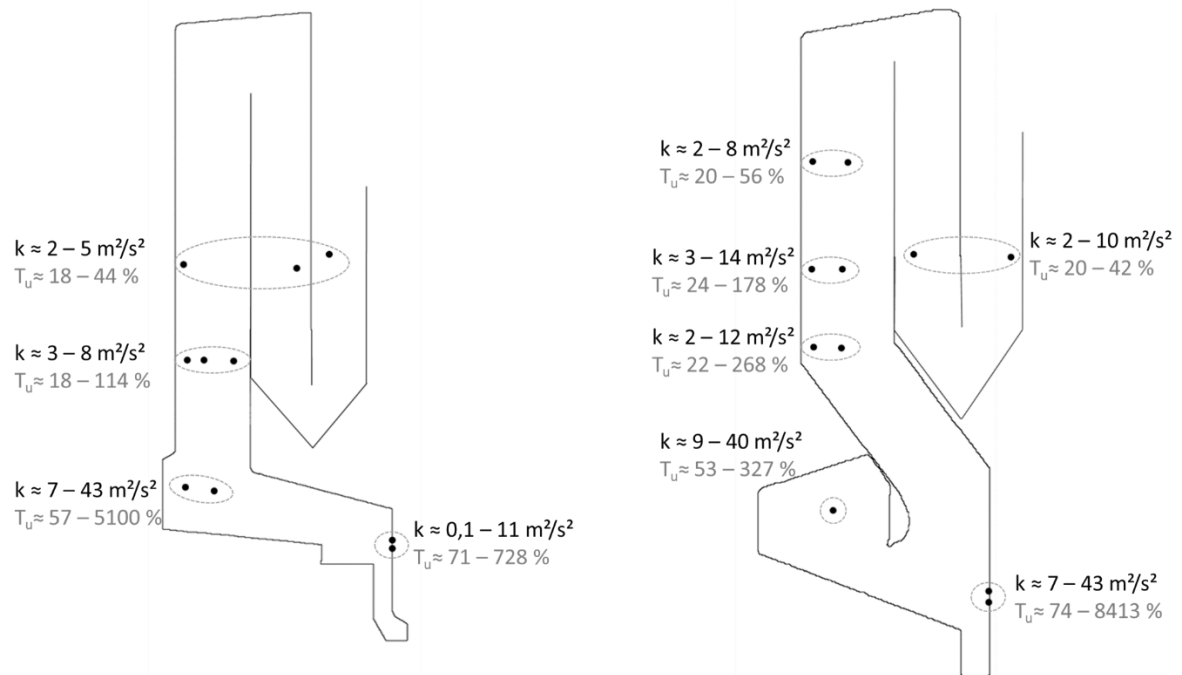 k ≈ 2 – 5 m²/s²
Tᵤ≈ 18 – 44 %
k ≈ 3 – 8 m²/s²
Tᵤ≈ 18 – 114 %
k ≈ 7 – 43 m²/s²
Tᵤ≈ 57 – 5100 %
k ≈ 0,1 – 11 m²/s²
Tᵤ≈ 71 – 728 %
k ≈ 2 – 8 m²/s²
Tᵤ≈ 20 – 56 %
k ≈ 3 – 14 m²/s²
Tᵤ≈ 24 – 178 %
k ≈ 2 – 12 m²/s²
Tᵤ≈ 22 – 268 %
k ≈ 9 – 40 m²/s²
Tᵤ≈ 53 – 327 %
k ≈ 2 – 10 m²/s²
Tᵤ≈ 20 – 42 %
k ≈ 7 – 43 m²/s²
Tᵤ≈ 74 – 8413 %